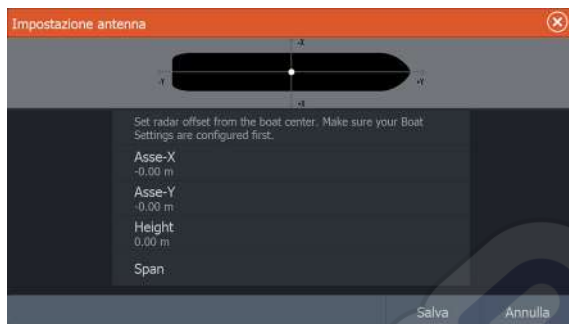 Impostazione antenna
-X
-Y
+Y
+X
Set radar offset from the boat center. Make sure your Boat
Settings are configured first.
Asse-X
-0.00 m
Asse-Y
-0.00 m
Height
0.00 m
Span
Salva Annulla